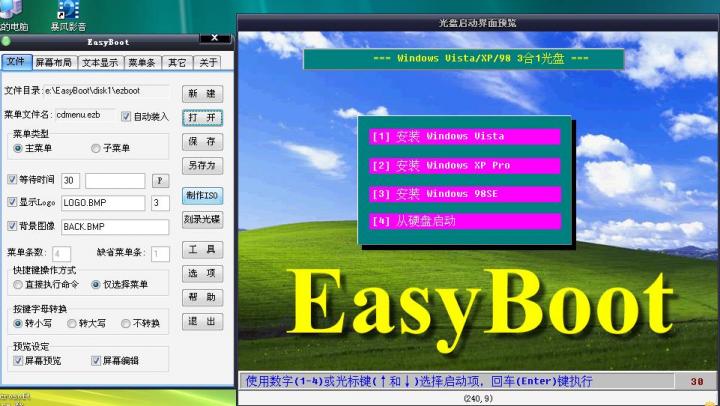 的电脑
暴风影音
EasyBoot
X
文件
屏幕布局
文本显示
菜单条
其它
关于
文件目录: e:\EasyBoot\disk1\ezboot
新 建
菜单文件名: cdmenu.ezb
自动装入
打 开
菜单类型
主菜单
子菜单
保 存
另存为
等待时间 30
P
制作ISO
显示Logo LOGO.BMP 3
刻录光碟
背景图像 BACK.BMP
菜单条数: 4
缺省菜单条: 1
工 具
快捷键操作方式
直接执行命令
仅选择菜单
选 项
帮 助
按键字母转换
转小写
转大写
不转换
退 出
预览设定
屏幕预览
屏幕编辑
光盘启动界面预览
--- Windows Vista/XP/98 3合1光盘 ---
[1] 安装 Windows Vista
[2] 安装 Windows XP Pro
[3] 安装 Windows 98SE
[4] 从硬盘启动
EasyBoot
使用数字(1-4)或光标键(↑和↓)选择启动项, 回车(Enter)键执行
30
(240,9)